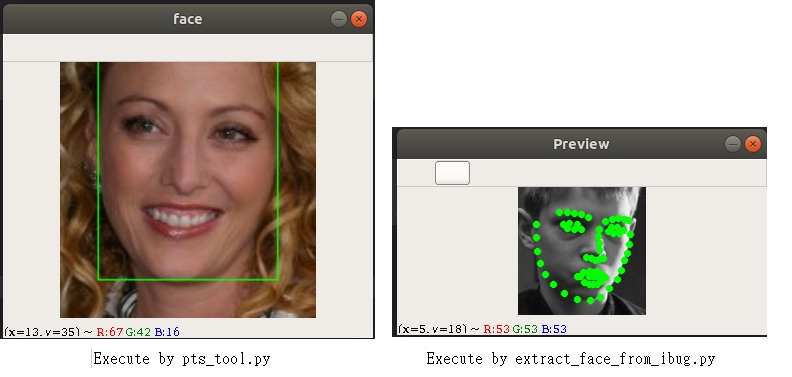 face
Preview
(x=13, y=35) ~ R:67 G:42 B:16
(x=5, y=18) ~ R:53 G:53 B:53
Execute by pts_tool.py
Execute by extract_face_from_ibug.py